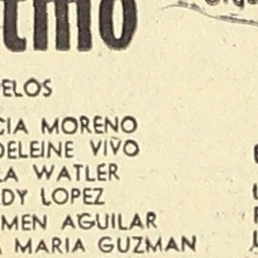 tmo
ELOS
CIA MORENO
DELEINE VIVO
LA WATLER
DY LOPEZ
MEN AGUILAR
MARIA GUZMAN